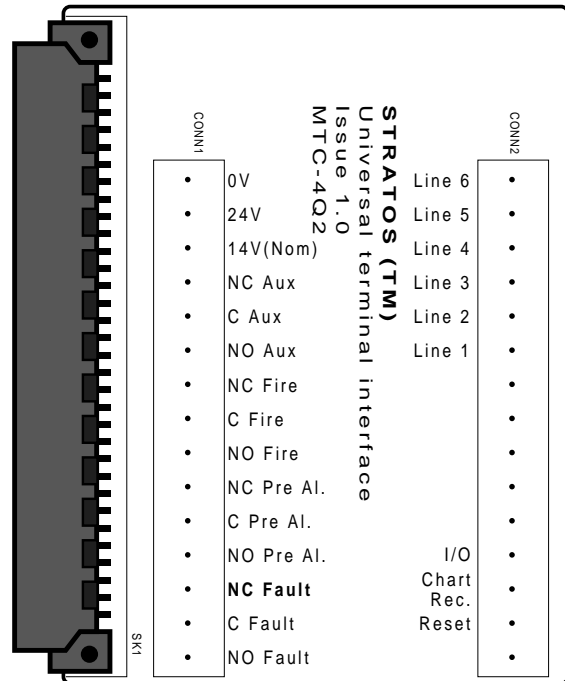 CONN1
CONN2
STRATOS (TM)
Universal terminal interface
Issue 1.0
MTC-4Q2
0V
24V
14V(Nom)
NC Aux
C Aux
NO Aux
NC Fire
C Fire
NO Fire
NC Pre Al.
C Pre Al.
NO Pre Al.
NC Fault
C Fault
NO Fault
Line 6
Line 5
Line 4
Line 3
Line 2
Line 1
I/O
Chart
Rec.
Reset
SK1